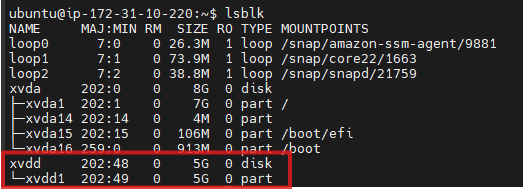 ubuntu@ip-172-31-10-220:~$ lsblk
NAME MAJ:MIN RM SIZE RO TYPE MOUNTPOINTS
loop0 7:0 0 26.3M 1 loop /snap/amazon-ssm-agent/9881
loop1 7:1 0 73.9M 1 loop /snap/core22/1663
loop2 7:2 0 38.8M 1 loop /snap/snapd/21759
xvda 202:0 0 8G 0 disk
├─xvda1 202:1 0 7G 0 part /
├─xvda14 202:14 0 4M 0 part
├─xvda15 202:15 0 106M 0 part /boot/efi
└─xvda16 259:0 0 913M 0 part /boot
xvdd 202:48 0 5G 0 disk
└─xvdd1 202:49 0 5G 0 part